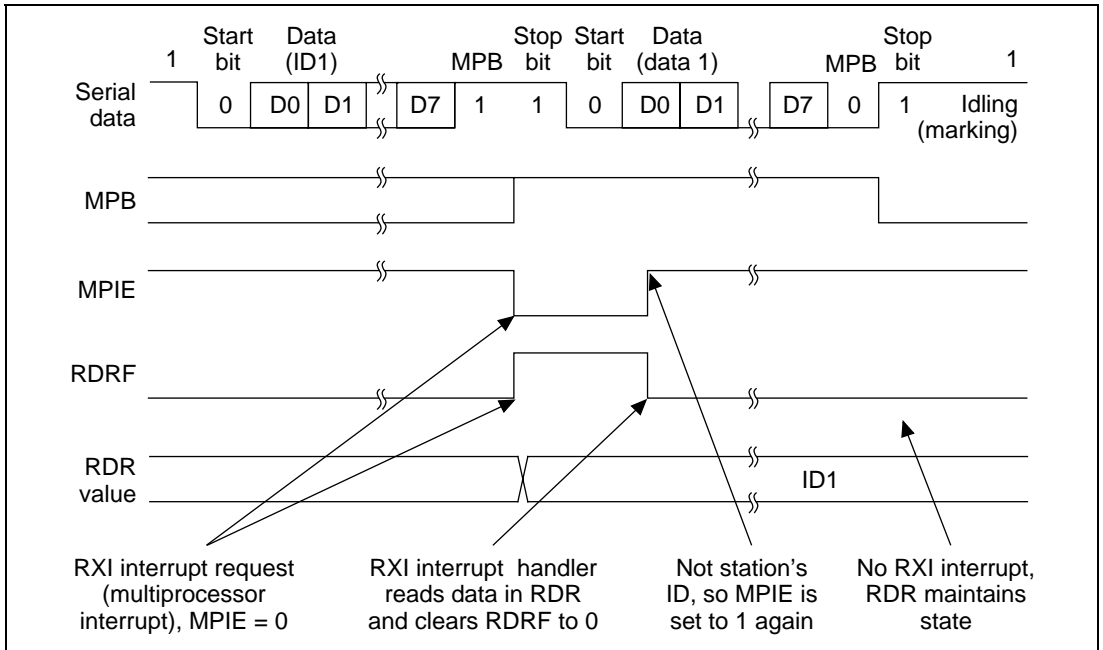 1 Start bit Data (ID1) MPB Stop bit Start bit Data (data 1) MPB Stop bit 1
Serial data 0 D0 D1 D7 1 1 0 D0 D1 D7 0 1 Idling (marking)
MPB
MPIE
RDRF
RDR value ID1
RXI interrupt request (multiprocessor interrupt), MPIE = 0
RXI interrupt handler reads data in RDR and clears RDRF to 0
Not station's ID, so MPIE is set to 1 again
No RXI interrupt, RDR maintains state